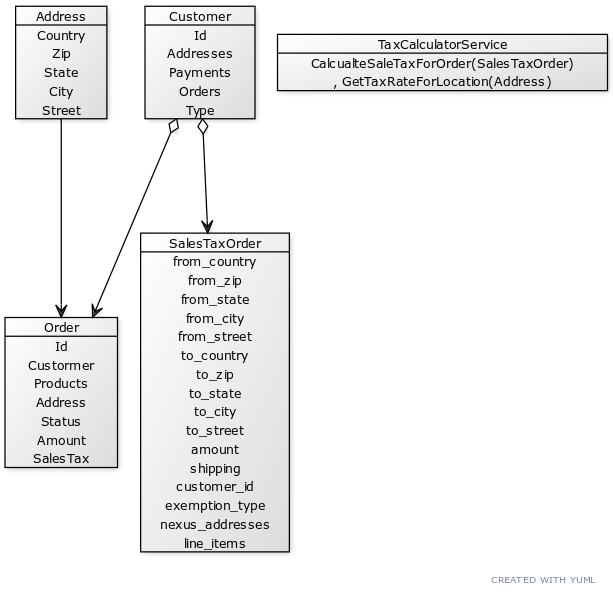 Address
Country
Zip
State
City
Street
Customer
Id
Addresses
Payments
Orders
Type
TaxCalculatorService
CalcualteSaleTaxForOrder(SalesTaxOrder)
, GetTaxRateForLocation(Address)
SalesTaxOrder
from_country
from_zip
from_state
from_city
from_street
to_country
to_zip
to_state
to_city
to_street
amount
shipping
customer_id
exemption_type
nexus_addresses
line_items
Order
Id
Custormer
Products
Address
Status
Amount
SalesTax
CREATED WITH YUML